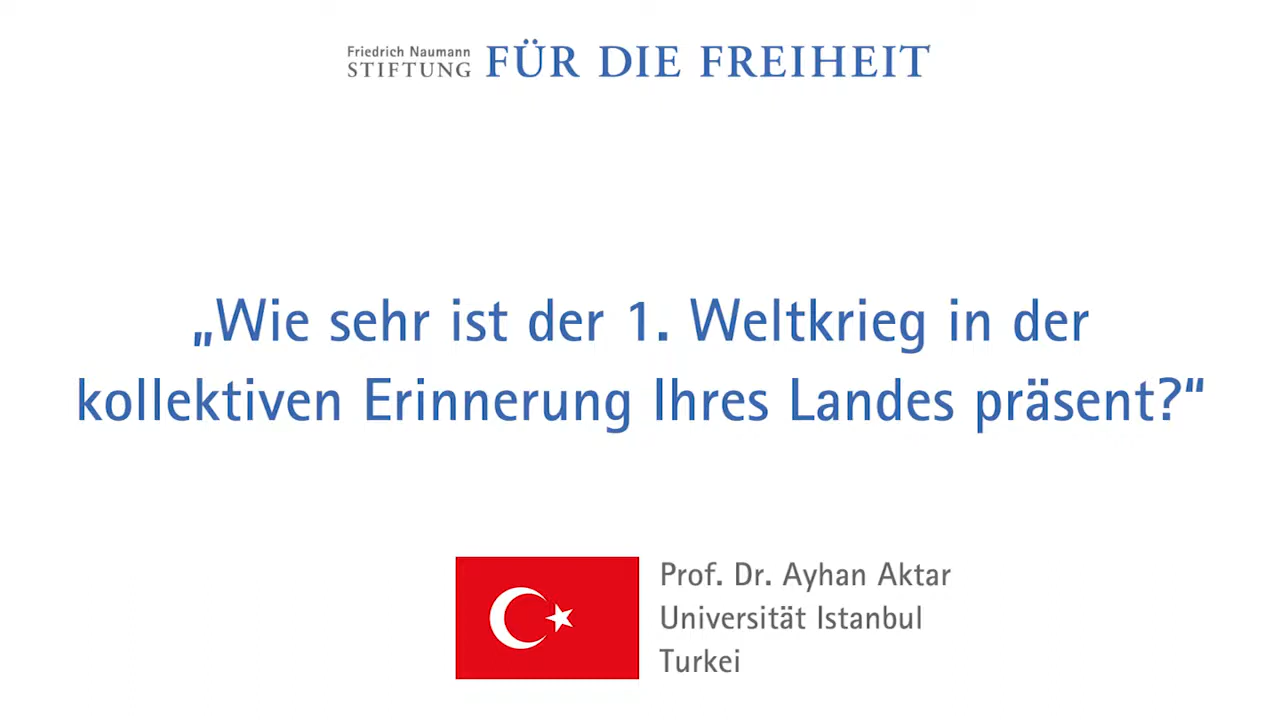 Friedrich Naumann
STIFTUNG FÜR DIE FREIHEIT
„Wie sehr ist der 1. Weltkrieg in der
kollektiven Erinnerung Ihres Landes präsent?“
Prof. Dr. Ayhan Aktar
Universität Istanbul
Turkei